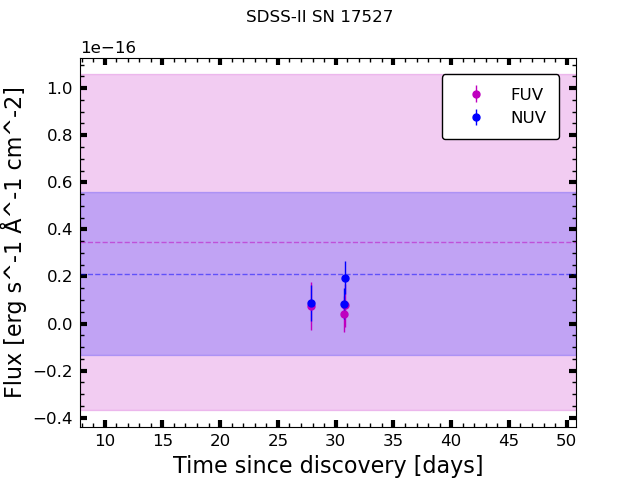 SDSS-II SN 17527
1e−16
1.0
0.8
0.6
0.4
0.2
0.0
−0.2
−0.4
FUV
NUV
10 15 20 25 30 35 40 45 50
Time since discovery [days]
Flux [erg s^-1 Å^-1 cm^-2]